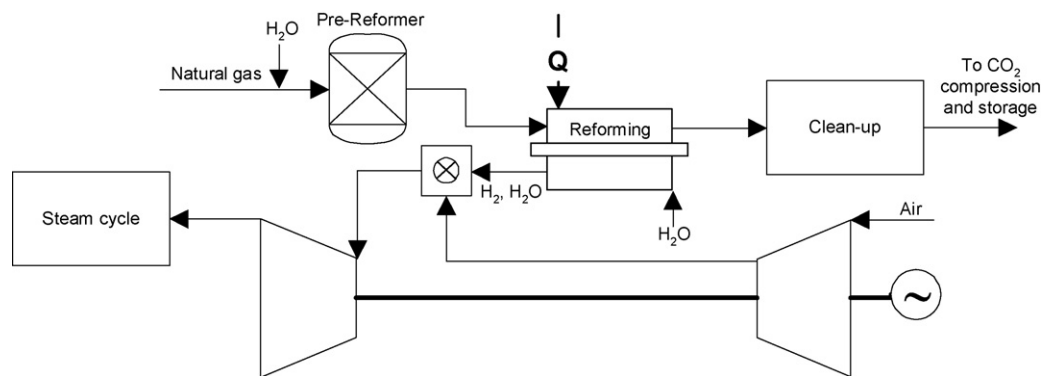 Pre-Reformer
H₂O
Natural gas
Q
Reforming
Clean-up
To CO₂
compression
and storage
H₂, H₂O
H₂O
Steam cycle
Air
~